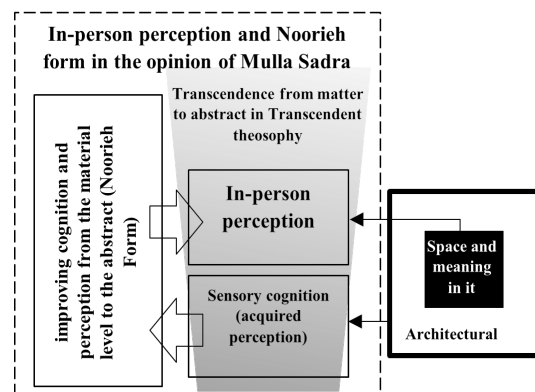 In-person perception and Noorieh
form in the opinion of Mulla Sadra
Transcendence from matter
to abstract in Transcendent
theosophy
improving cognition and
perception from the material
level to the abstract (Noorieh
Form)
In-person
perception
Sensory cognition
(acquired
perception)
Space and
meaning
in it
Architectural